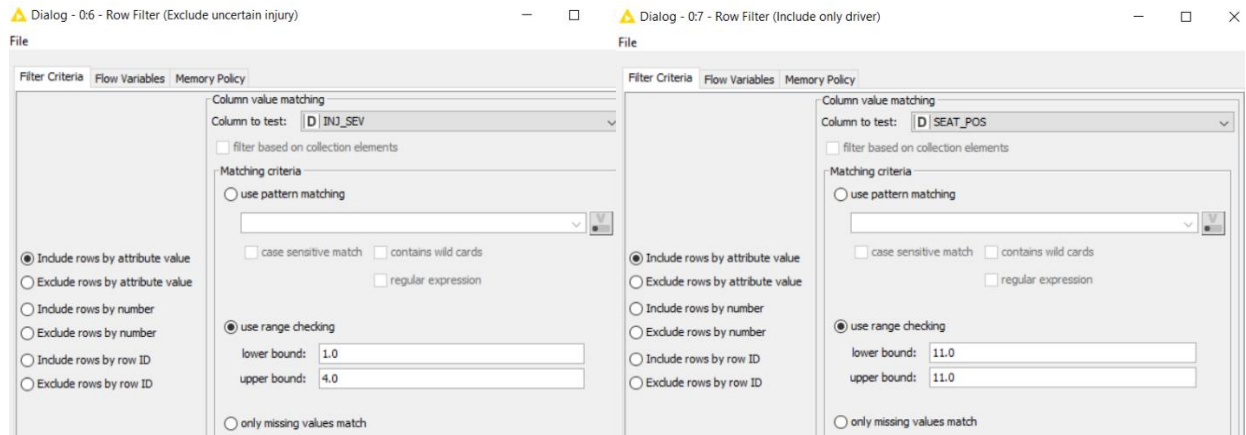 Dialog - 0:6 - Row Filter (Exclude uncertain injury)
File
Filter Criteria Flow Variables Memory Policy
Column value matching
Column to test: D INJ_SEV
filter based on collection elements
Matching criteria
use pattern matching
case sensitive match contains wild cards
regular expression
Include rows by attribute value
Exclude rows by attribute value
Include rows by number
Exclude rows by number
Include rows by row ID
Exclude rows by row ID
use range checking
lower bound: 1.0
upper bound: 4.0
only missing values match
Dialog - 0:7 - Row Filter (Include only driver)
File
Filter Criteria Flow Variables Memory Policy
Column value matching
Column to test: D SEAT_POS
filter based on collection elements
Matching criteria
use pattern matching
case sensitive match contains wild cards
regular expression
Include rows by attribute value
Exclude rows by attribute value
Include rows by number
Exclude rows by number
Include rows by row ID
Exclude rows by row ID
use range checking
lower bound: 11.0
upper bound: 11.0
only missing values match